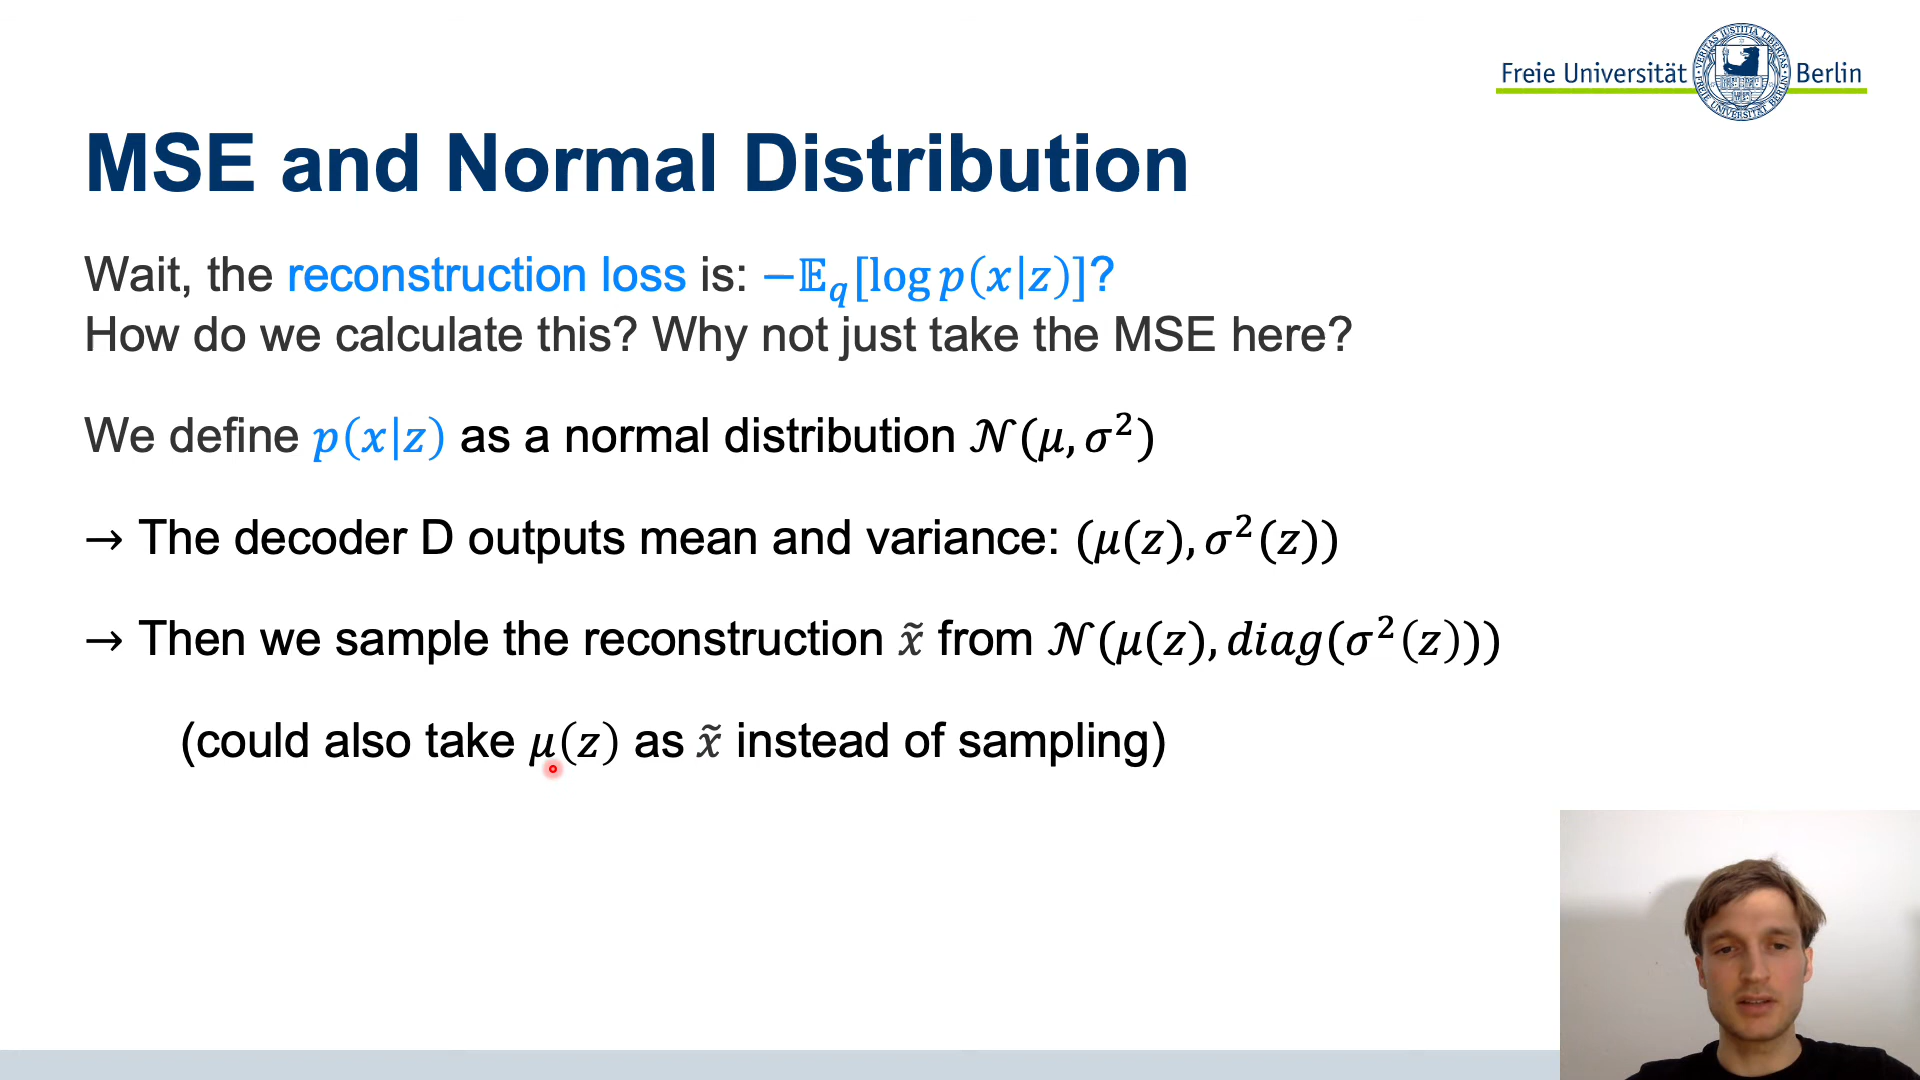 Freie Universität Berlin
MSE and Normal Distribution
Wait, the reconstruction loss is: −𝔼_q[log p(x|z)]?
How do we calculate this? Why not just take the MSE here?
We define p(x|z) as a normal distribution 𝒩(μ, σ²)
→ The decoder D outputs mean and variance: (μ(z), σ²(z))
→ Then we sample the reconstruction x̃ from 𝒩(μ(z), diag(σ²(z)))
(could also take μ(z) as x̃ instead of sampling)